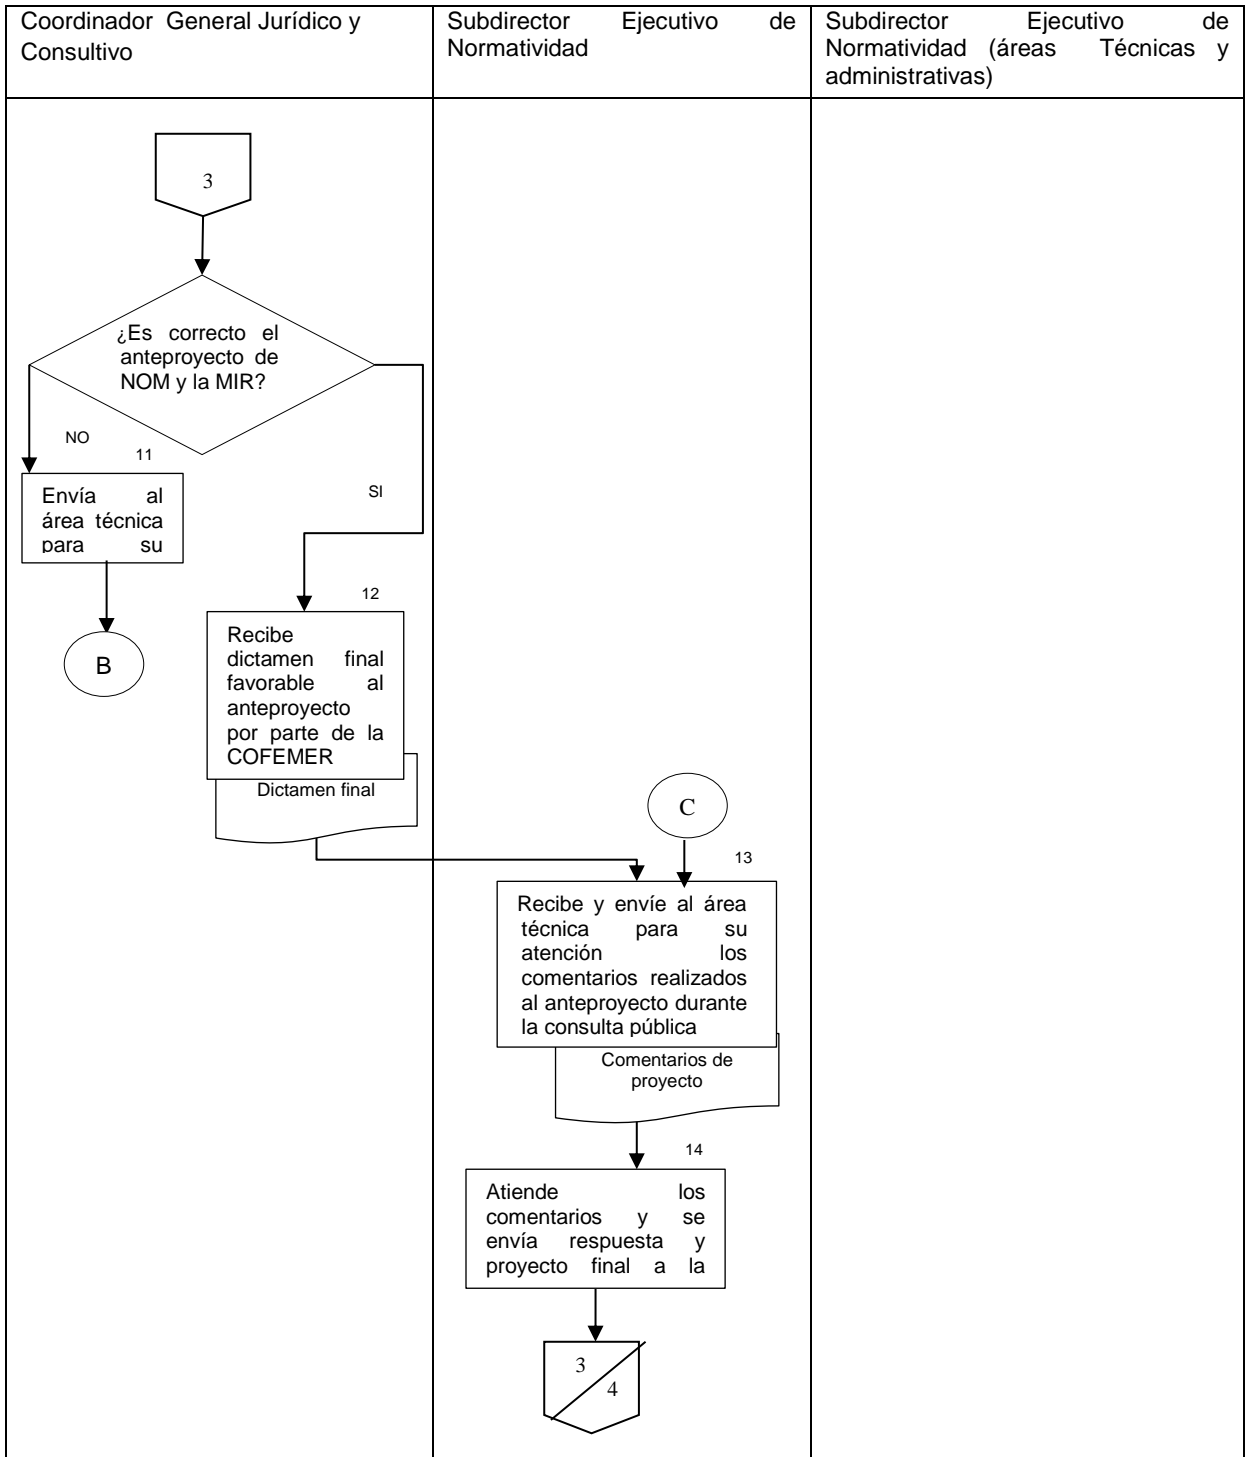 Coordinador General Jurídico y
Consultivo
Subdirector Ejecutivo de
Normatividad
Subdirector Ejecutivo de
Normatividad (áreas Técnicas y
administrativas)
3
¿Es correcto el
anteproyecto de
NOM y la MIR?
NO
11
SI
Envía al
área técnica
para su
B
12
Recibe
dictamen final
favorable al
anteproyecto
por parte de la
COFEMER
Dictamen final
C
13
Recibe y envíe al área
técnica para su
atención los
comentarios realizados
al anteproyecto durante
la consulta pública
Comentarios de
proyecto
14
Atiende los
comentarios y se
envía respuesta y
proyecto final a la
3
4